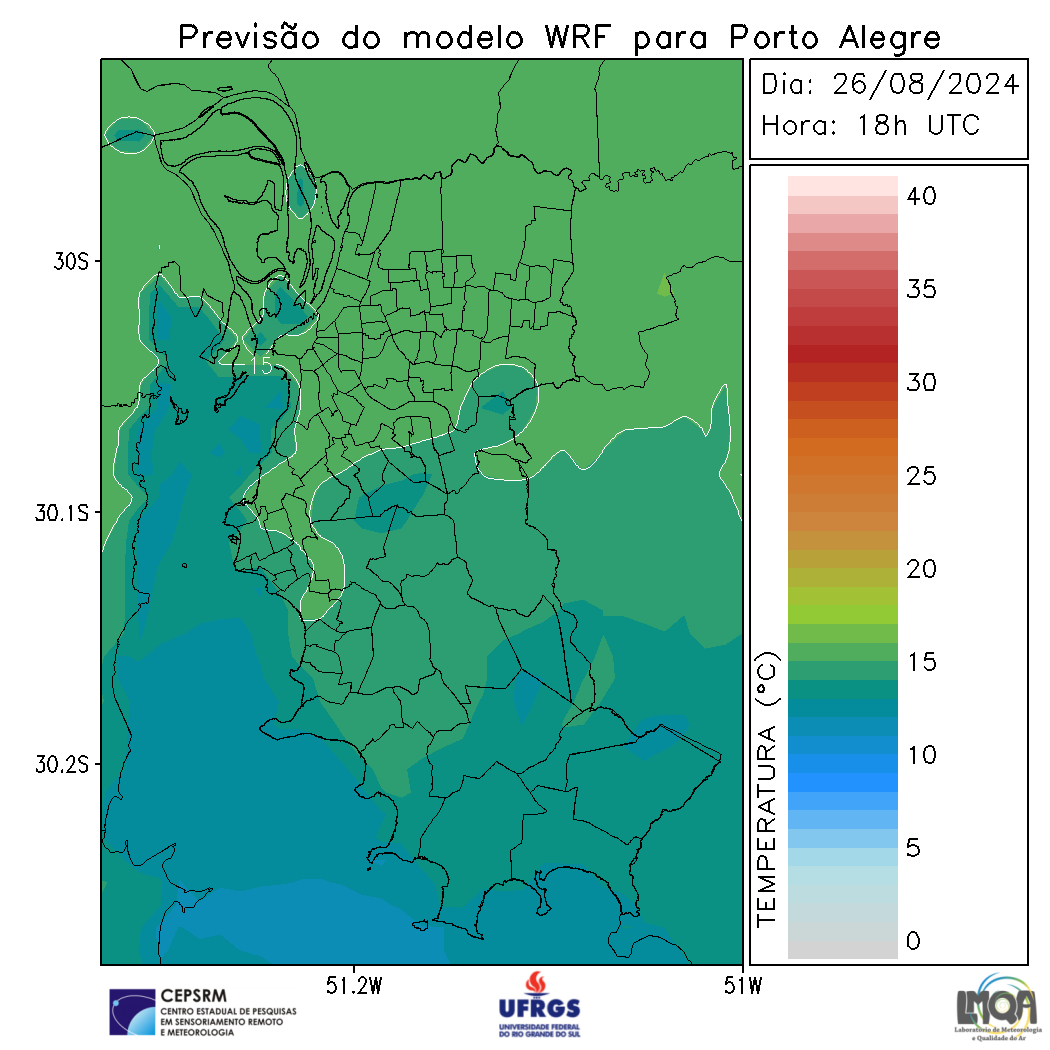 Previsão do modelo WRF para Porto Alegre
Dia: 26/08/2024
Hora: 18h UTC
30S
30.1S
30.2S
51.2W
51W
15
TEMPERATURA (°C)
40
35
30
25
20
15
10
5
0
CEPSRM
CENTRO ESTADUAL DE PESQUISAS
EM SENSORIAMENTO REMOTO
E METEOROLOGIA
UFRGS
UNIVERSIDADE FEDERAL
DO RIO GRANDE DO SUL
LMQA
Laboratório de Meteorologia
e Qualidade do Ar